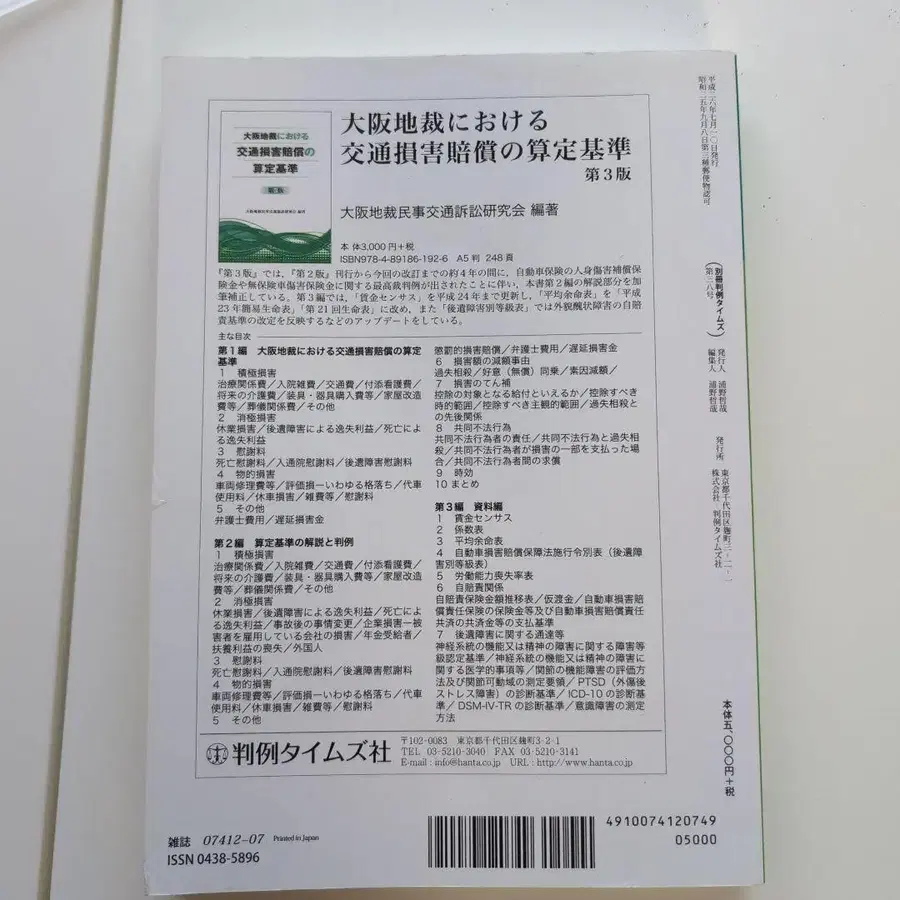 大阪地裁における
交通損害賠償の
算定基準
大阪地裁における
交通損害賠償の算定基準
第3版
大阪地裁民事交通訴訟研究会 編著
本 体3,000円+税
ISBN978-4-89186-192-6 A5判 248頁
『第3版』では，『第2版』刊行から今回の改訂までの約4年の間に，自動車保険の人身傷害補償保
険金や無保険車傷害保険金に関する最高裁判例が出されたことに伴い，本書第2編の解説部分を加
筆補正している。第3編では，「賃金センサス」を平成24年まで更新し，「平均余命表」を「平成
23年簡易生命表」「第21回生命表」に改め，また「後遺障害別等級表」では外貌醜状障害の自賠
責基準の改定を反映するなどのアップデートをしている。
主な目次
第1編 大阪地裁における交通損害賠償の算定
基準
1 積極損害
治療関係費／入院雑費／交通費／付添看護費／
将来の介護費／装具・器具購入費等／家屋改造
費等／葬儀関係費／その他
2 消極損害
休業損害／後遺障害による逸失利益／死亡によ
る逸失利益
3 慰謝料
死亡慰謝料／入通院慰謝料／後遺障害慰謝料
4 物的損害
車両修理費等／評価損―いわゆる格落ち／代車
使用料／休車損害／雑費等／慰謝料
5 その他
弁護士費用／遅延損害金
第2編 算定基準の解説と判例
1 積極損害
治療関係費／入院雑費／交通費／付添看護費／
将来の介護費／装具・器具購入費等／家屋改造
費等／葬儀関係費／その他
2 消極損害
休業損害／後遺障害による逸失利益／死亡によ
る逸失利益／事故後の事情変更／企業損害―被
害者を雇用している会社の損害／年金受給者／
扶養利益の喪失／外国人
3 慰謝料
死亡慰謝料／入通院慰謝料／後遺障害慰謝料
4 物的損害
車両修理費等／評価損―いわゆる格落ち／代車
使用料／休車損害／雑費等／慰謝料
5 その他
懲罰的損害賠償／弁護士費用／遅延損害金
6 損害額の減額事由
過失相殺／好意（無償）同乗／素因減額／
7 損害のてん補
控除の対象となる給付といえるか／控除すべき
時的範囲／控除すべき主観的範囲／過失相殺と
の先後関係
8 共同不法行為
共同不法行為者の責任／共同不法行為と過失相
殺／共同不法行為者が損害の一部を支払った場
合／共同不法行為者間の求償
9 時効
10 まとめ
第3編 資料編
1 賃金センサス
2 係数表
3 平均余命表
4 自動車損害賠償保障法施行令別表（後遺障
害別等級表）
5 労働能力喪失率表
6 自賠責関係
自賠責保険金額推移表／仮渡金／自動車損害賠
償責任保険の保険金等及び自動車損害賠償責任
共済の共済金等の支払基準
7 後遺障害に関する通達等
神経系統の機能又は精神の障害に関する障害等
級認定基準／神経系統の機能又は精神の障害に
関する医学的事項等／関節の機能障害の評価方
法及び関節可動域の測定要領／PTSD（外傷後
ストレス障害）の診断基準／ICD-10の診断基
準／DSM-IV-TRの診断基準／意識障害の測定
方法
判例タイムズ社
〒102-0083 東京都千代田区麹町3-2-1
TEL 03-5210-3040 FAX 03-5210-3141
E-mail : info@hanta.co.jp URL : http://www.hanta.co.jp
平成二六年七月一〇日発行
昭和二五年九月八日第三種郵便物認可
（別冊判例タイムズ）
第三八号
発行人 浦野哲哉
編集人 浦野哲哉
発行所 東京都千代田区麹町三-二-一
株式会社 判例タイムズ社
本体五,〇〇〇円+税
雑誌 07412-07 Printed in Japan
ISSN 0438-5896
4910074120749
05000